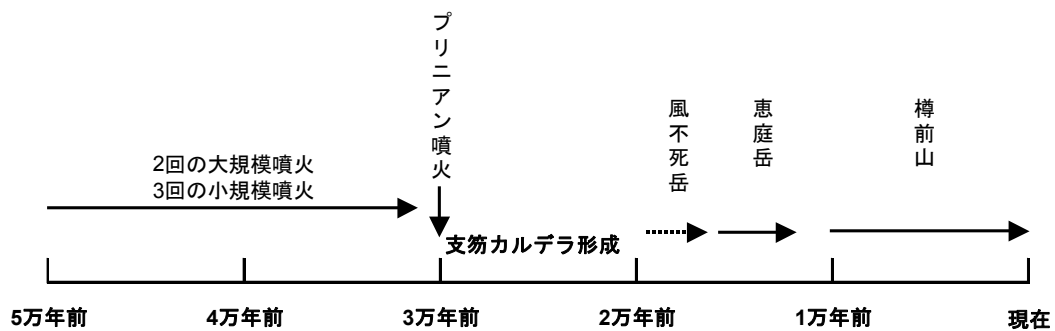 プリニアン噴火
風不死岳
恵庭岳
樽前山
2回の大規模噴火
3回の小規模噴火
支笏カルデラ形成
5万年前
4万年前
3万年前
2万年前
1万年前
現在